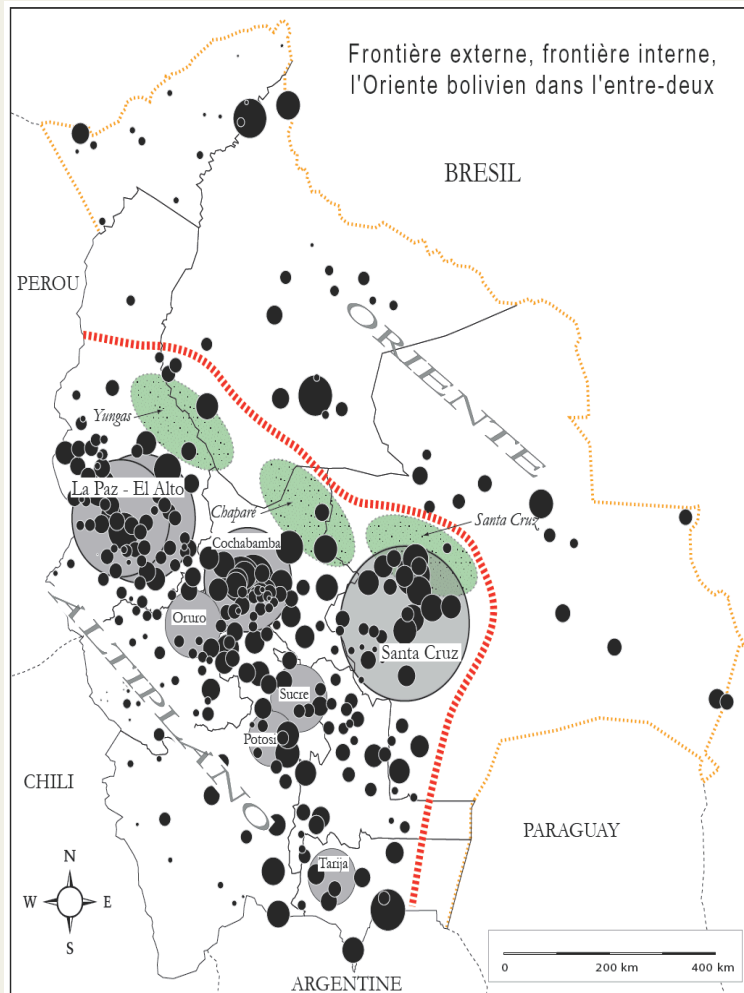 Frontière externe, frontière interne,
l'Oriente bolivien dans l'entre-deux
BRESIL
PEROU
ORIENTE
Yungas
La Paz - El Alto
Chaparé
Santa Cruz
Cochabamba
Oruro
Santa Cruz
ALTIPLANO
Sucre
Potosi
CHILI
PARAGUAY
Tarija
N
W E
S
0 200 km 400 km
ARGENTINE